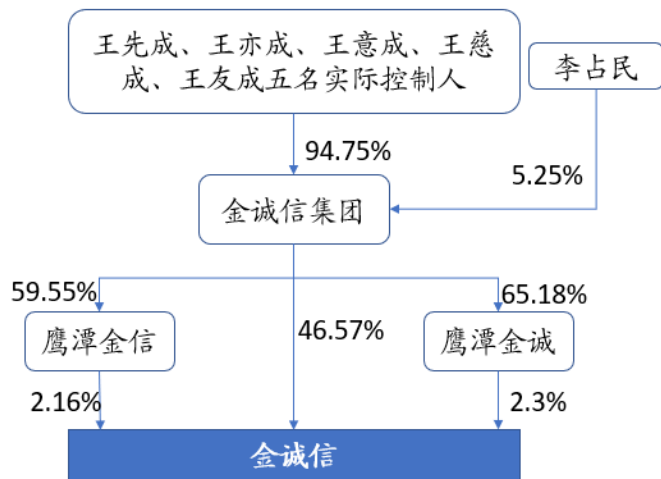 王先成、王亦成、王意成、王慈
成、王友成五名实际控制人
李占民
94.75%
5.25%
金诚信集团
59.55%
46.57%
65.18%
鹰潭金信
鹰潭金诚
2.16%
2.3%
金诚信